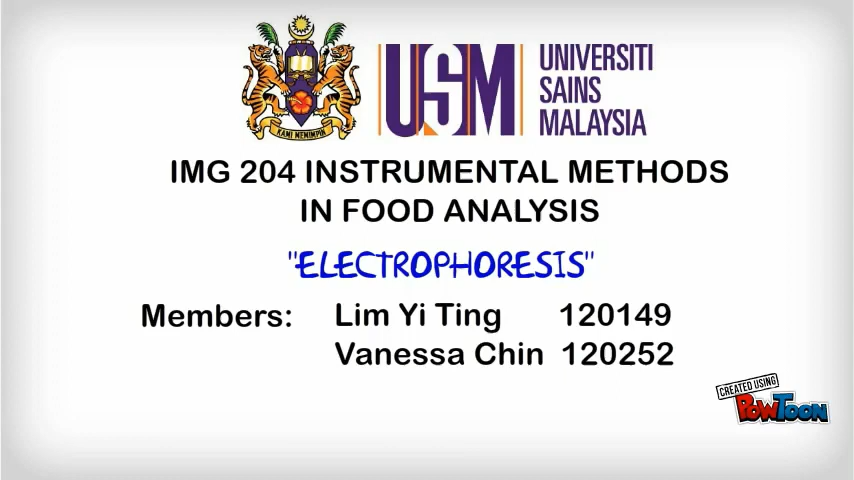 KAMI MEMIMPIN
USM
UNIVERSITI
SAINS
MALAYSIA
IMG 204 INSTRUMENTAL METHODS
IN FOOD ANALYSIS
"ELECTROPHORESIS"
Members: Lim Yi Ting 120149
Vanessa Chin 120252
CREATED USING
POWTOON